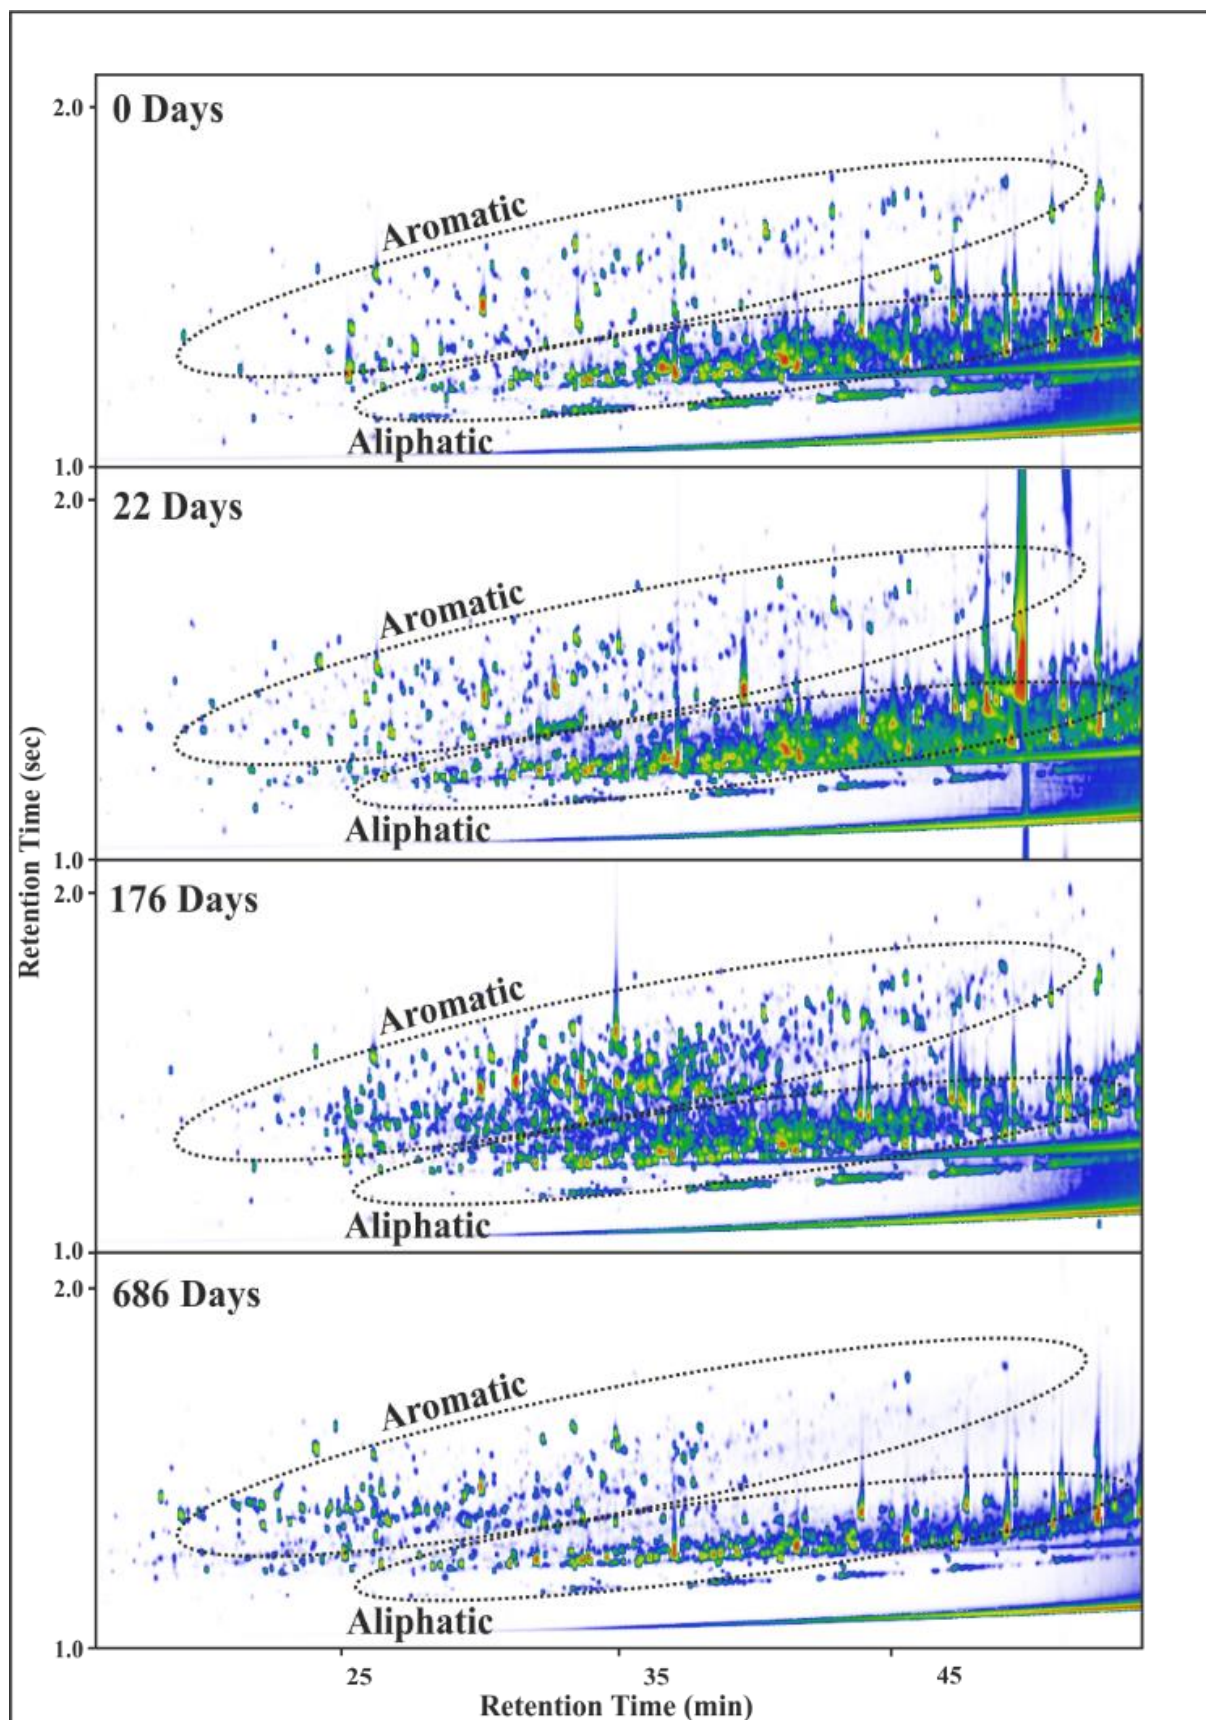 2.0
0 Days
Aromatic
Aliphatic
1.0
2.0
22 Days
Aromatic
Aliphatic
1.0
2.0
176 Days
Aromatic
Aliphatic
1.0
2.0
686 Days
Aromatic
Aliphatic
1.0
Retention Time (sec)
25
35
45
Retention Time (min)